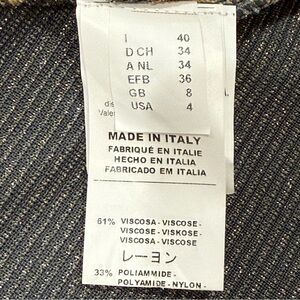 I 40
D CH 34
A NL 34
EFB 36
GB 8
USA 4
MADE IN ITALY
FABRIQUÉ EN ITALIE
HECHO EN ITALIA
FABRICADO EM ITALIA
61% VISCOSA - VISCOSE -
VISCOSE - VISKOSE -
VISCOSA - VISCOSE
レーヨン
33% POLIAMMIDE -
POLYAMIDE - NYLON -